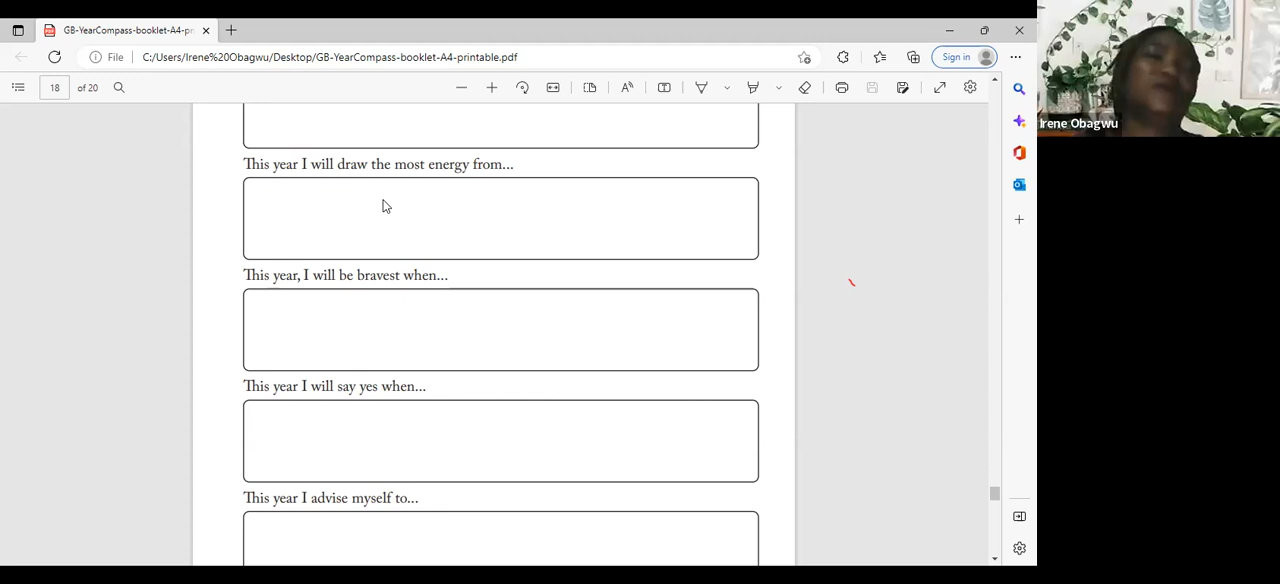 GB-YearCompass-booklet-A4-pr
File
C:/Users/Irene%20Obagwu/Desktop/GB-YearCompass-booklet-A4-printable.pdf
Sign in
18 of 20
Irene Obagwu
This year I will draw the most energy from...
This year, I will be bravest when...
This year I will say yes when...
This year I advise myself to...